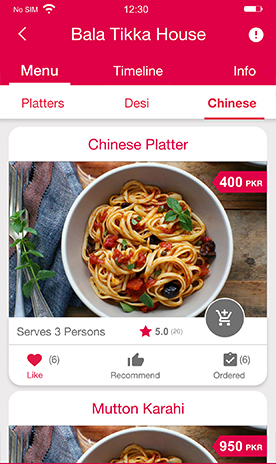 No SIM 12:30
Bala Tikka House
Menu Timeline Info
Platters Desi Chinese
Chinese Platter
400 PKR
Serves 3 Persons 5.0 (20)
(6) (6)
Like Recommend Ordered
Mutton Karahi
950 PKR